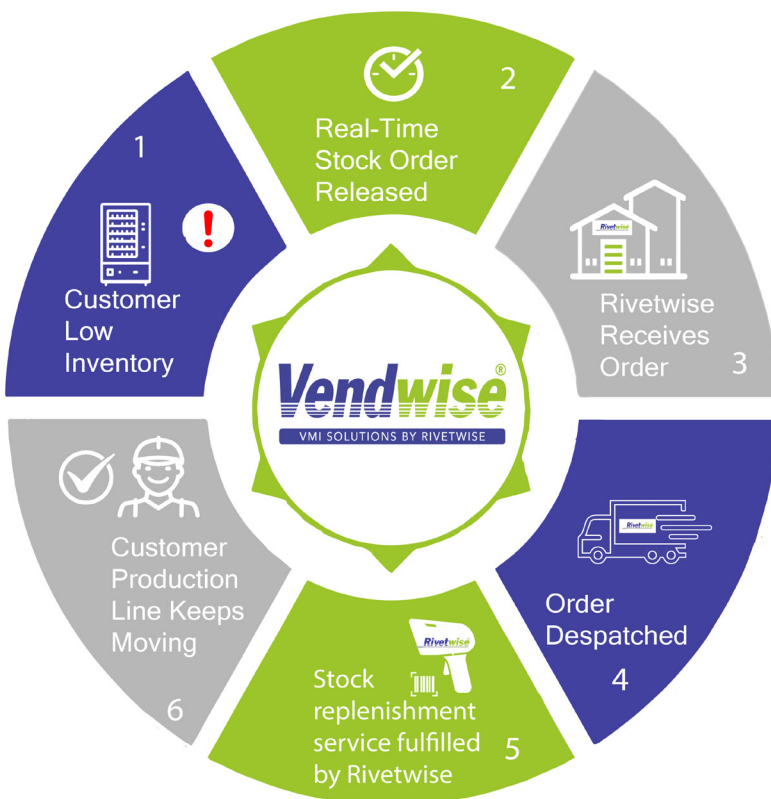 1
Customer
Low
Inventory
2
Real-Time
Stock Order
Released
Rivetwise
Rivetwise
Receives
Order
3
Rivetwise
Order
Despatched
4
Rivetwise
Stock
replenishment
service fulfilled
by Rivetwise
5
Customer
Production
Line Keeps
Moving
6
Vendwise®
VMI SOLUTIONS BY RIVETWISE